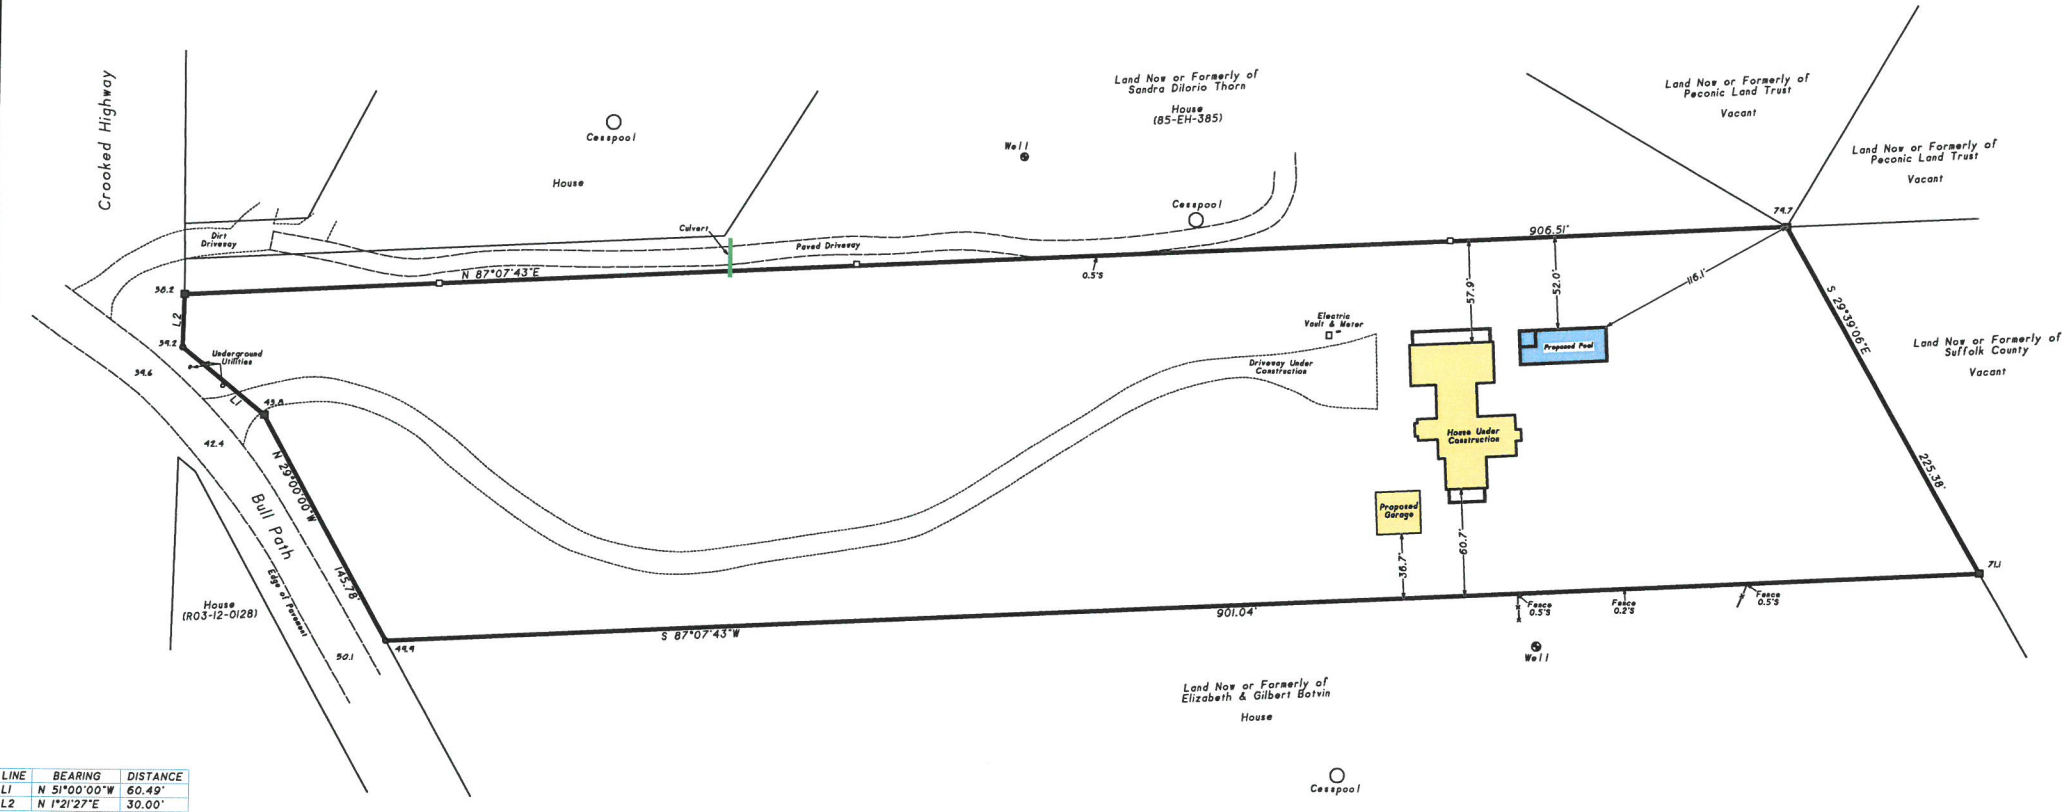 Crooked Highway
Cesspool
House
Land Now or Formerly of
Sandra Dilorio Thorn
House
(85-EH-385)
Well
Cesspool
Land Now or Formerly of
Peconic Land Trust
Vacant
Land Now or Formerly of
Peconic Land Trust
Vacant
74.7
Dirt
Driveway
Culvert
Paved Driveway
N 87°07'43"E
0.5'S
906.51'
38.2
L2
39.2
39.6
Underground
Utilities
L1
43.8
42.4
Electric
Vault & Meter
Driveway Under
Construction
57.9'
52.0'
116.1'
Proposed Pool
S 29°39'06"E
225.38'
Land Now or Formerly of
Suffolk County
Vacant
House Under
Construction
Proposed
Garage
36.7'
60.7'
N 29°00'00"W
145.78'
Bull Path
Edge of Pavement
House
(R03-12-0128)
50.1
49.9
S 87°07'43"W
901.04'
Fence
0.5'S
Fence
0.2'S
Fence
0.5'S
71.1
Well
Land Now or Formerly of
Elizabeth & Gilbert Botvin
House
Cesspool
LINE BEARING DISTANCE
L1 N 51°00'00"W 60.49'
L2 N 1°21'27"E 30.00'